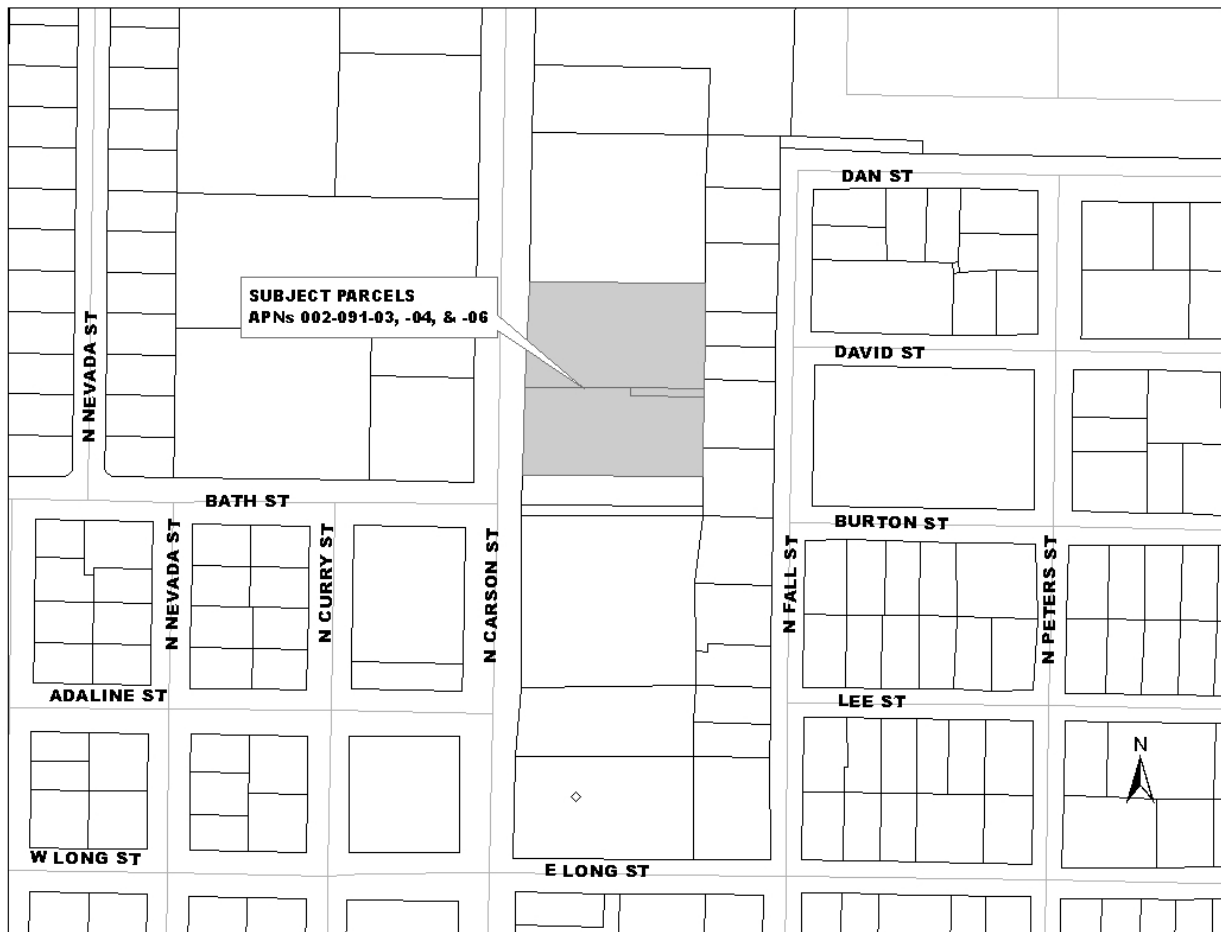 DAN ST
SUBJECT PARCELS
APNs 002-091-03, -04, & -06
N NEVADA ST
DAVID ST
BATH ST
BURTON ST
N NEVADA ST
N CURRY ST
N CARSON ST
N FALL ST
N PETERS ST
ADALINE ST
LEE ST
N
W LONG ST
E LONG ST